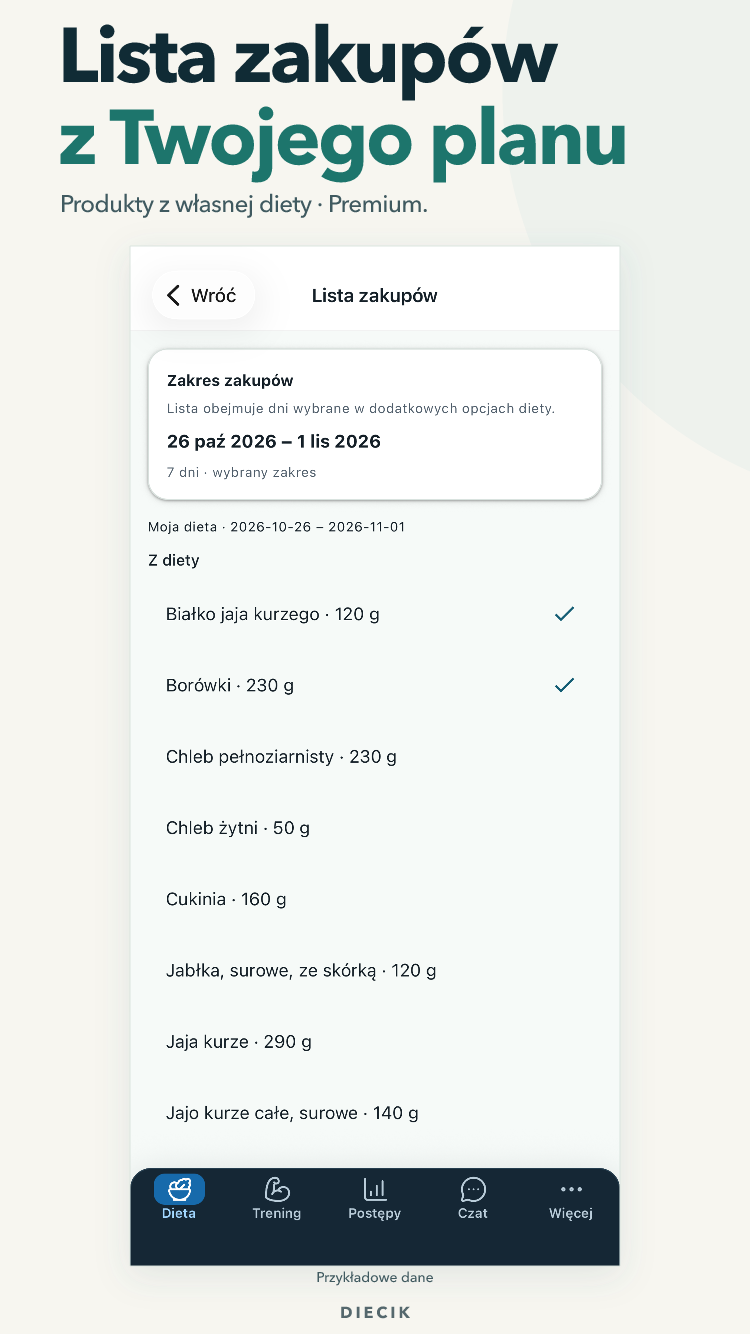 Lista zakupów
z Twojego planu
Produkty z własnej diety · Premium.
Wróć
Lista zakupów
Zakres zakupów
Lista obejmuje dni wybrane w dodatkowych opcjach diety.
26 paź 2026 – 1 lis 2026
7 dni · wybrany zakres
Moja dieta · 2026-10-26 – 2026-11-01
Z diety
Białko jaja kurzego · 120 g
Borówki · 230 g
Chleb pełnoziarnisty · 230 g
Chleb żytni · 50 g
Cukinia · 160 g
Jabłka, surowe, ze skórką · 120 g
Jaja kurze · 290 g
Jajo kurze całe, surowe · 140 g
Dieta
Trening
Postępy
Czat
Więcej
Przykładowe dane
DIECIK